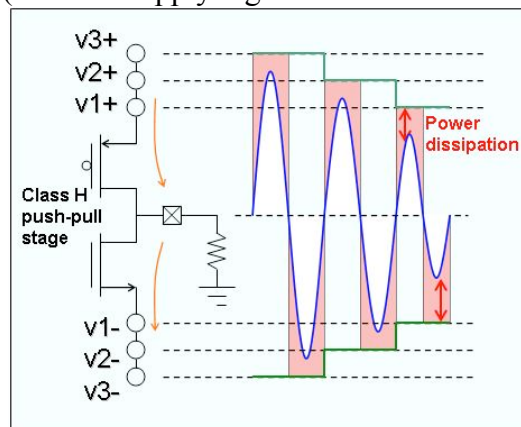 v3+
v2+
v1+
Power
dissipation
Class H
push-pull
stage
v1-
v2-
v3-